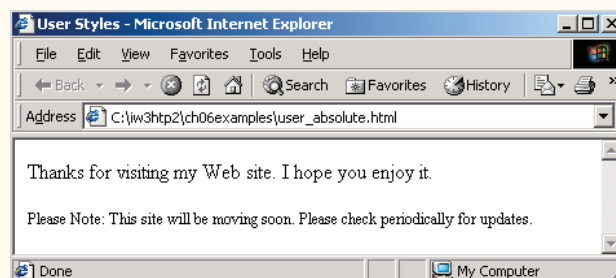 User Styles - Microsoft Internet Explorer
File Edit View Favorites Tools Help
Back Search Favorites History »
Address C:\iw3htp2\ch06examples\user_absolute.html
Thanks for visiting my Web site. I hope you enjoy it.
Please Note: This site will be moving soon. Please check periodically for updates.
Done My Computer